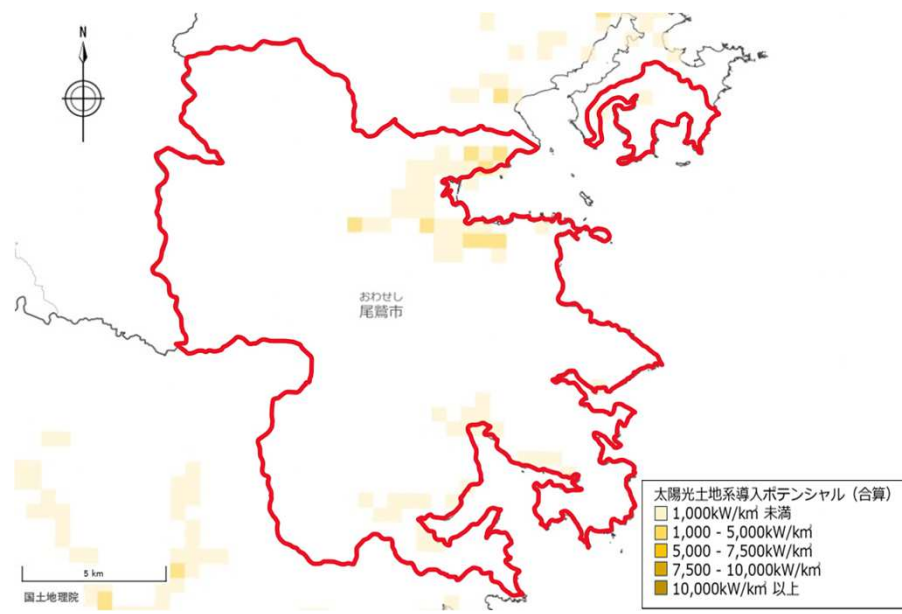 N
おわせし
尾鷲市
太陽光土地系導入ポテンシャル（合算）
1,000kW/k㎡ 未満
1,000 - 5,000kW/k㎡
5,000 - 7,500kW/k㎡
7,500 - 10,000kW/k㎡
10,000kW/k㎡ 以上
5 km
国土地理院